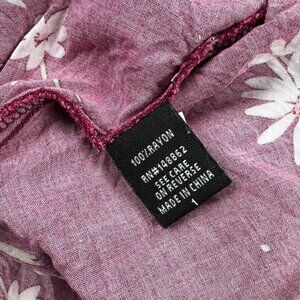 100%RAYON
RN#148862
SEE CARE
ON REVERSE
MADE IN CHINA
1